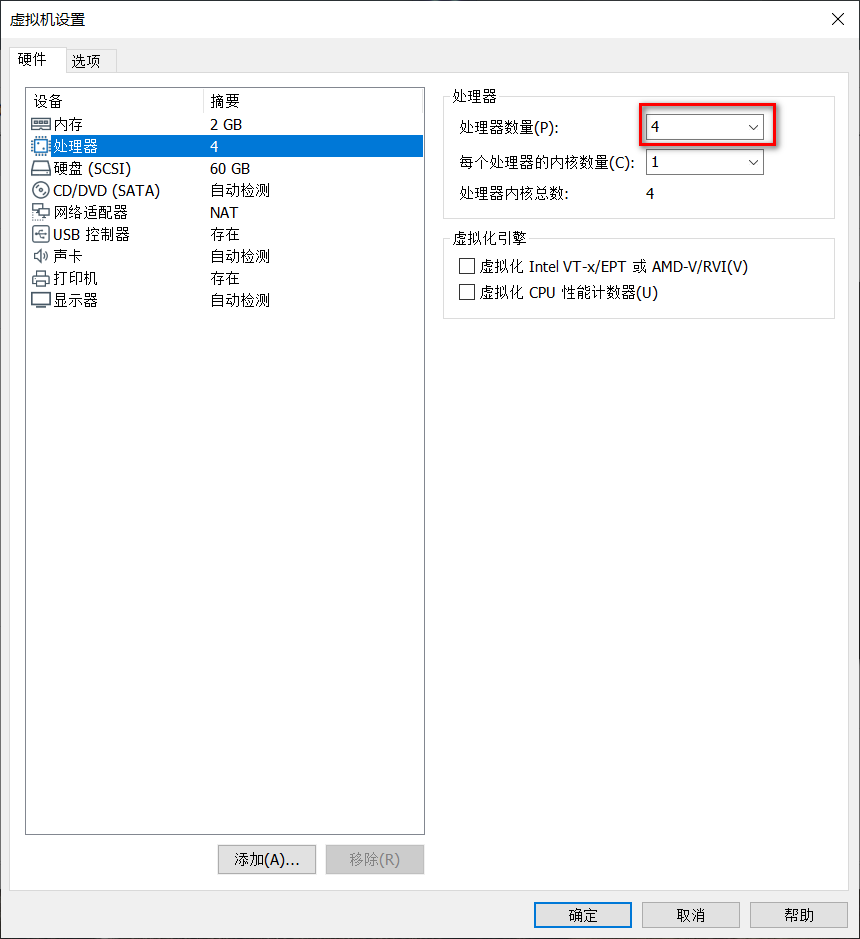 虚拟机设置
硬件 选项
设备 摘要
内存 2 GB
处理器 4
硬盘 (SCSI) 60 GB
CD/DVD (SATA) 自动检测
网络适配器 NAT
USB 控制器 存在
声卡 自动检测
打印机 存在
显示器 自动检测
添加(A)... 移除(R)
处理器
处理器数量(P): 4
每个处理器的内核数量(C): 1
处理器内核总数: 4
虚拟化引擎
虚拟化 Intel VT-x/EPT 或 AMD-V/RVI(V)
虚拟化 CPU 性能计数器(U)
确定 取消 帮助